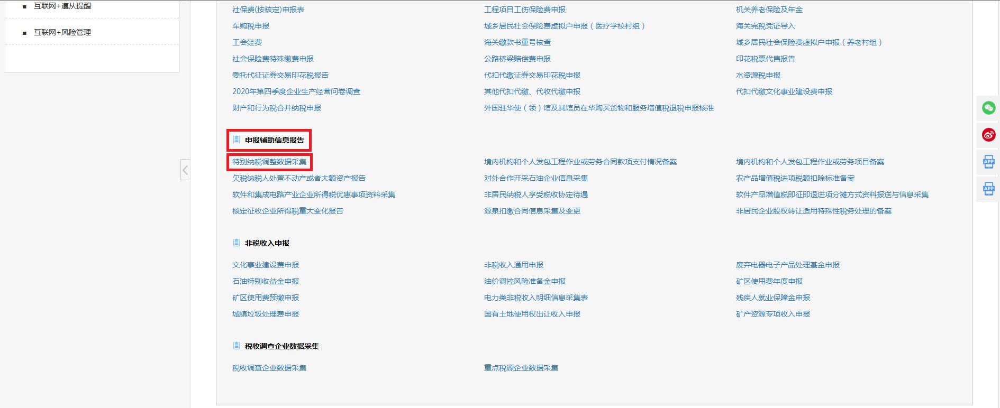 互联网+遵从提醒
互联网+风险管理
社保费(按核定)申报表
工程项目工伤保险费申报
机关养老保险及年金
车购税申报
城乡居民社会保险费虚拟户申报（医疗学校村组）
海关完税凭证导入
工会经费
海关缴款书重号核查
城乡居民社会保险费虚拟户申报（养老村组）
社会保险费特殊缴费申报
公路桥梁赔偿费申报
印花税票代售报告
委托代征证券交易印花税报告
代扣代缴证券交易印花税申报
水资源税申报
2020年第四季度企业生产经营问卷调查
其他代扣代缴、代收代缴申报
代扣代缴文化事业建设费申报
财产和行为税合并纳税申报
外国驻华使（领）馆及其馆员在华购买货物和服务增值税退税申报核准
申报辅助信息报告
特别纳税调整数据采集
境内机构和个人发包工程作业或劳务合同款项支付情况备案
境内机构和个人发包工程作业或劳务项目备案
欠税纳税人处置不动产或者大额资产报告
对外合作开采石油企业信息采集
农产品增值税进项税额扣除标准备案
软件和集成电路产业企业所得税优惠事项资料采集
非居民纳税人享受税收协定待遇
软件产品增值税即征即退进项分摊方式资料报送与信息采集
核定征收企业所得税重大变化报告
源泉扣缴合同信息采集及变更
非居民企业股权转让适用特殊性税务处理的备案
非税收入申报
文化事业建设费申报
非税收入通用申报
废弃电器电子产品处理基金申报
石油特别收益金申报
油价调控风险准备金申报
矿区使用费年度申报
矿区使用费预缴申报
电力类非税收入明细信息采集表
残疾人就业保障金申报
城镇垃圾处理费申报
国有土地使用权出让收入申报
矿产资源专项收入申报
税收调查企业数据采集
税收调查企业数据采集
重点税源企业数据采集
APP
APP